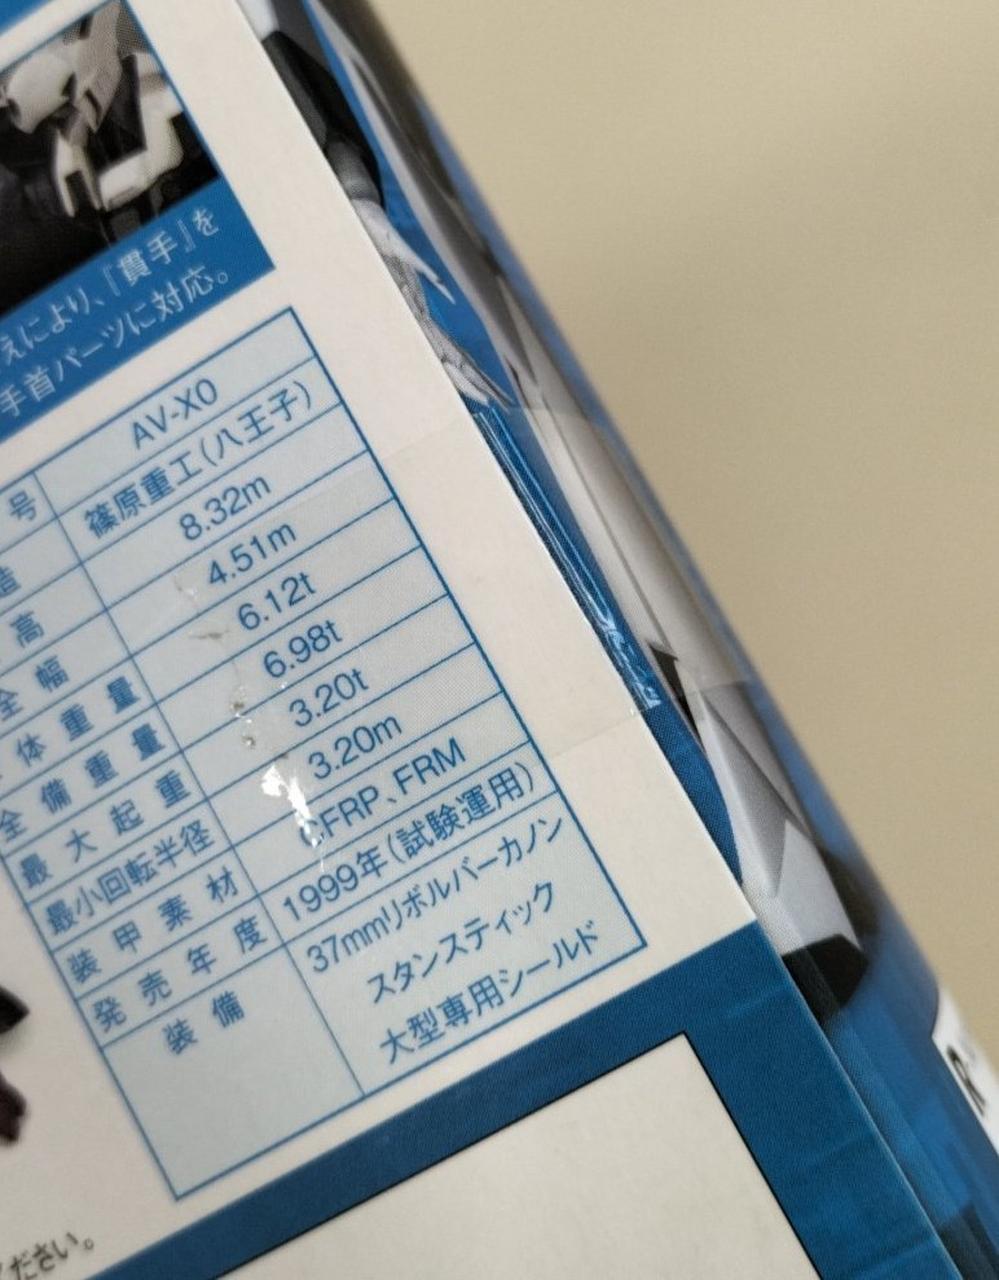 えにより、『貫手』を
手首パーツに対応。
号 AV-X0
造 篠原重工(八王子)
高 8.32m
全幅 4.51m
体重量 6.12t
全備重量 6.98t
最大起重 3.20t
最小回転半径 3.20m
装甲素材 FRP、FRM
発売年度 1999年(試験運用)
装備 37mmリボルバーカノン
スタンスティック
大型専用シールド
ください。
R